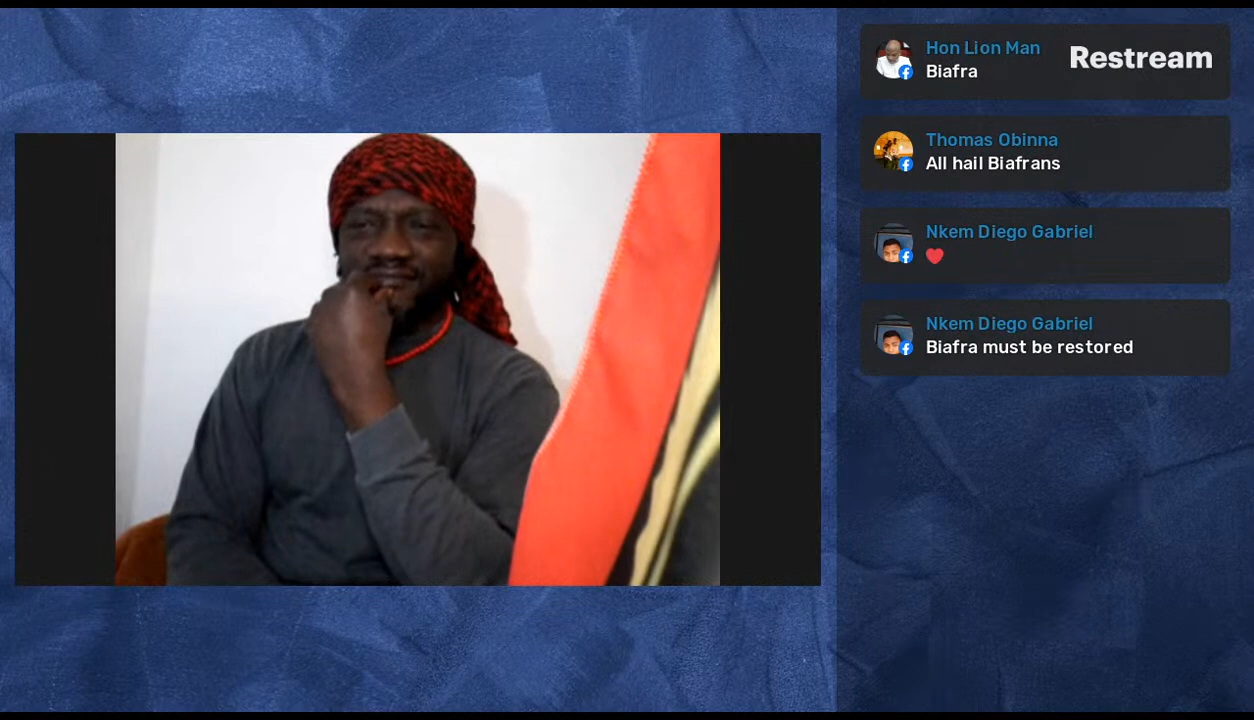 Hon Lion Man
Restream
Biafra
Thomas Obinna
All hail Biafrans
Nkem Diego Gabriel
❤️
Nkem Diego Gabriel
Biafra must be restored